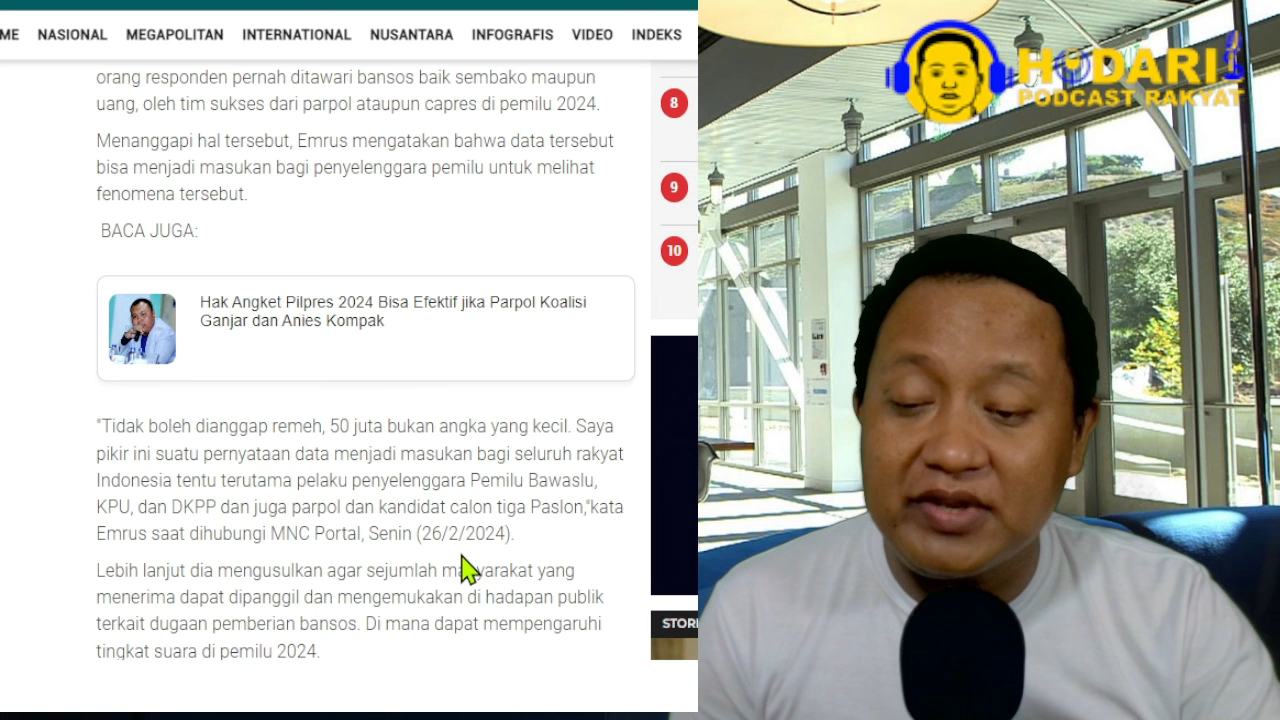 ME NASIONAL MEGAPOLITAN INTERNATIONAL NUSANTARA INFOGRAFIS VIDEO INDEKS
orang responden pernah ditawari bansos baik sembako maupun
uang, oleh tim sukses dari parpol ataupun capres di pemilu 2024.
Menanggapi hal tersebut, Emrus mengatakan bahwa data tersebut
bisa menjadi masukan bagi penyelenggara pemilu untuk melihat
fenomena tersebut.
BACA JUGA:
Hak Angket Pilpres 2024 Bisa Efektif jika Parpol Koalisi
Ganjar dan Anies Kompak
"Tidak boleh dianggap remeh, 50 juta bukan angka yang kecil. Saya
pikir ini suatu pernyataan data menjadi masukan bagi seluruh rakyat
Indonesia tentu terutama pelaku penyelenggara Pemilu Bawaslu,
KPU, dan DKPP dan juga parpol dan kandidat calon tiga Paslon,"kata
Emrus saat dihubungi MNC Portal, Senin (26/2/2024).
Lebih lanjut dia mengusulkan agar sejumlah masyarakat yang
menerima dapat dipanggil dan mengemukakan di hadapan publik
terkait dugaan pemberian bansos. Di mana dapat mempengaruhi
tingkat suara di pemilu 2024.
8
9
10
STORI
HODARI
PODCAST RAKYAT